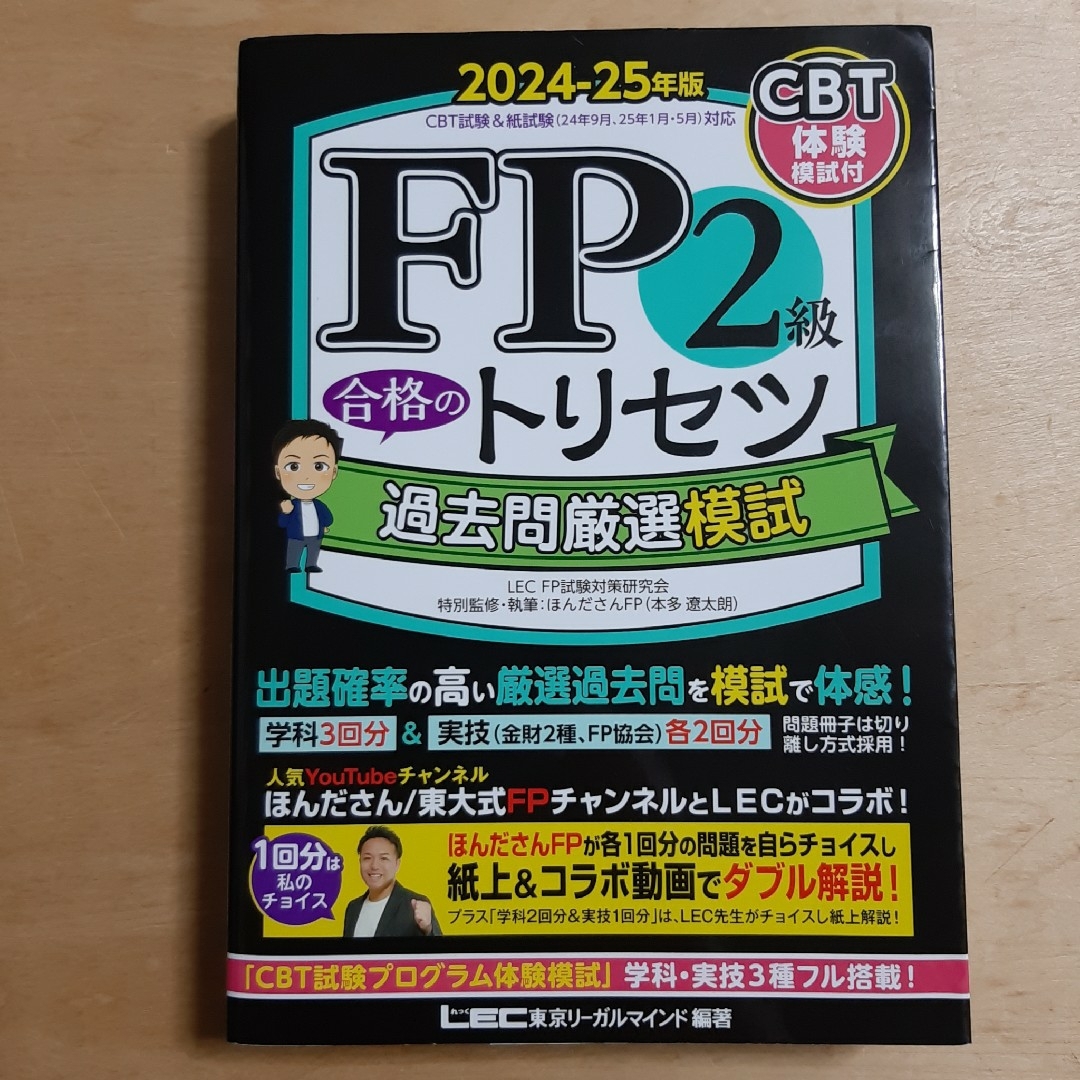 2024-25年版
CBT試験&紙試験(24年9月、25年1月・5月)対応
CBT
体験
模試付
FP2級
合格のトリセツ
過去問厳選模試
LEC FP試験対策研究会
特別監修・執筆:ほんださんFP(本多 遼太朗)
出題確率の高い厳選過去問を模試で体感!
学科3回分 & 実技(金財2種、FP協会)各2回分
問題冊子は切り
離し方式採用!
人気YouTubeチャンネル
ほんださん/東大式FPチャンネルとLECがコラボ!
1回分は
私の
チョイス
ほんださんFPが各1回分の問題を自らチョイスし
紙上&コラボ動画でダブル解説!
プラス「学科2回分&実技1回分」は、LEC先生がチョイスし紙上解説!
「CBT試験プログラム体験模試」学科・実技3種フル搭載!
れっく
LEC東京リーガルマインド 編著